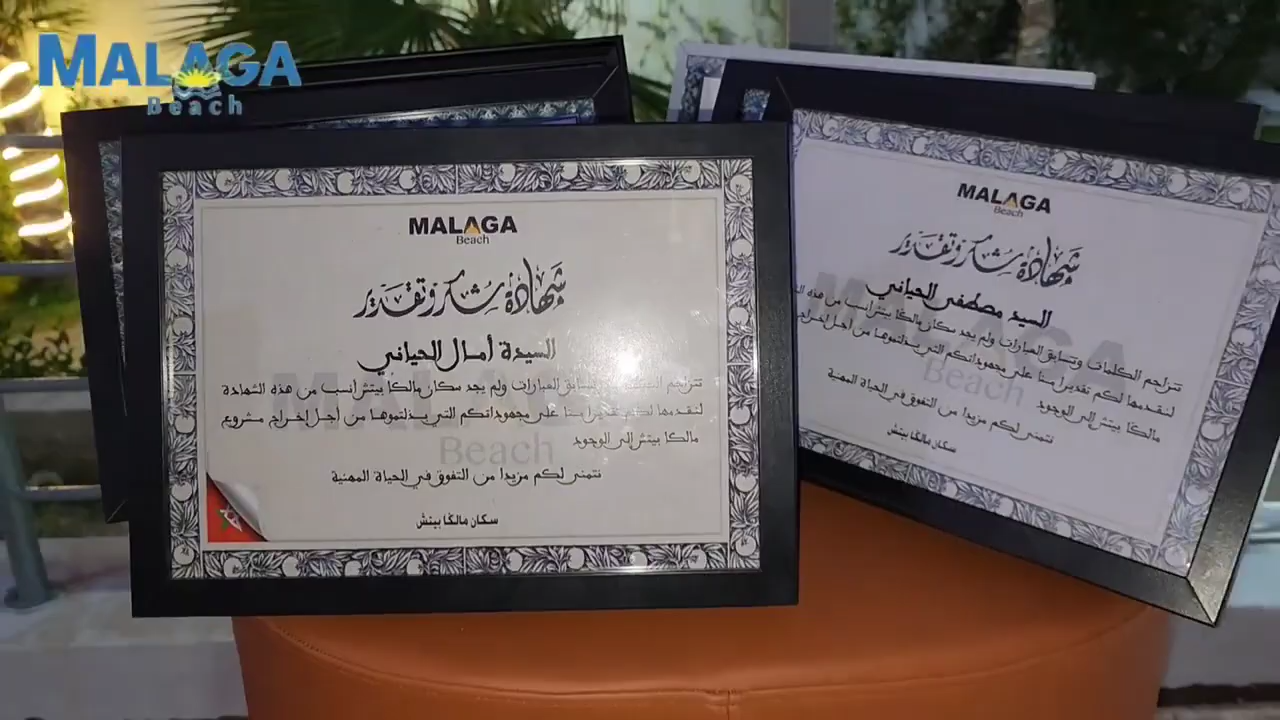 MALAGA
Beach
MALAGA
Beach
شهادة شكر وتقدير
السيدة أمال الحياني
تتزاحم الكلمات وتتسابق العبارات ولم يجد سكان مالكا بيتش أنسب من هذه الشهادة
لنقدمها لكم تقديرا منا على مجهوداتكم التي بذلتموها من أجل إخراج مشروع
مالكا بيتش إلى الوجود
نتمنى لكم مزيدا من التفوق في الحياة المهنية
سكان مالكا بيتش
MALAGA
Beach
MALAGA
Beach
شهادة شكر وتقدير
السيد مصطفى الحياني
تتزاحم الكلمات وتتسابق العبارات ولم يجد سكان مالكا بيتش أنسب من هذه
لنقدمها لكم تقديرا منا على مجهوداتكم التي بذلتموها من أجل إخراج
مالكا بيتش إلى الوجود
نتمنى لكم مزيدا من التفوق في الحياة المهنية
سكان مالكا بيتش
MALAGA
Beach